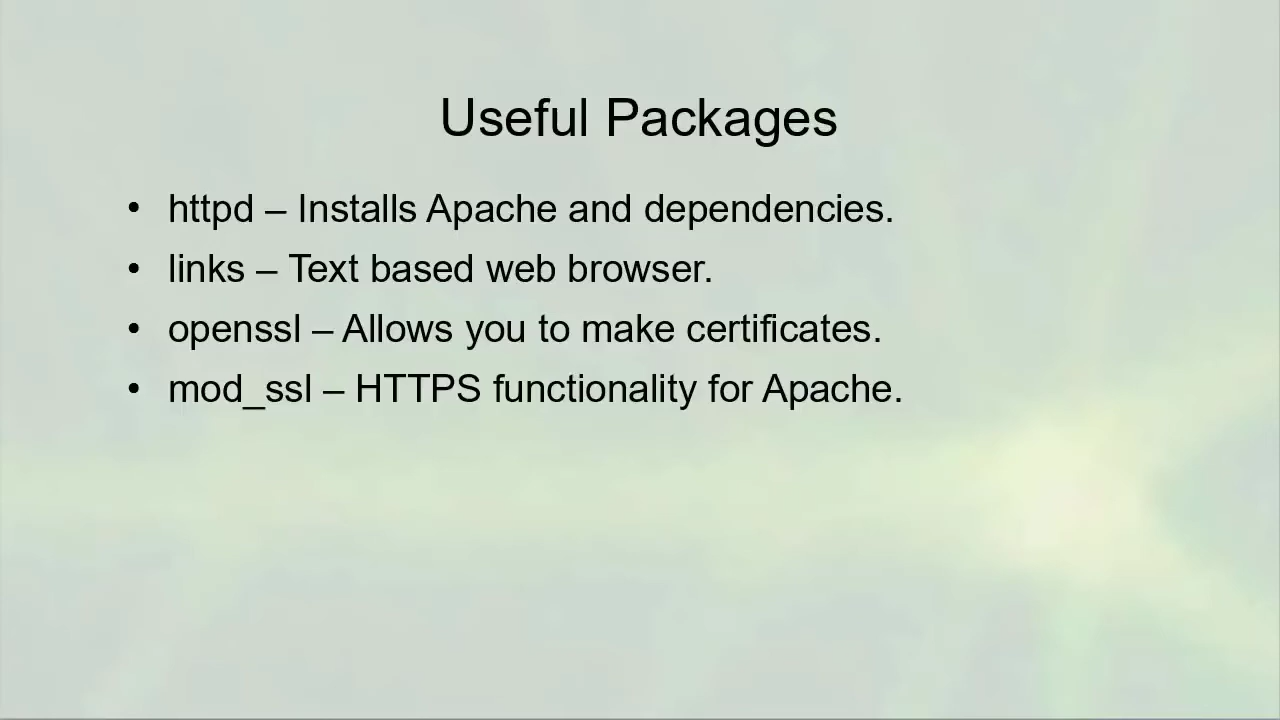 Useful Packages
• httpd – Installs Apache and dependencies.
• links – Text based web browser.
• openssl – Allows you to make certificates.
• mod_ssl – HTTPS functionality for Apache.